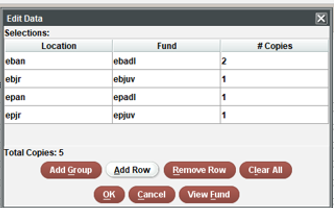 Edit Data
Selections:
Location Fund # Copies
eban ebadl 2
ebjr ebjuv 1
epan epadl 1
epjr epjuv 1
Total Copies: 5
Add Group Add Row Remove Row Clear All
OK Cancel View Fund